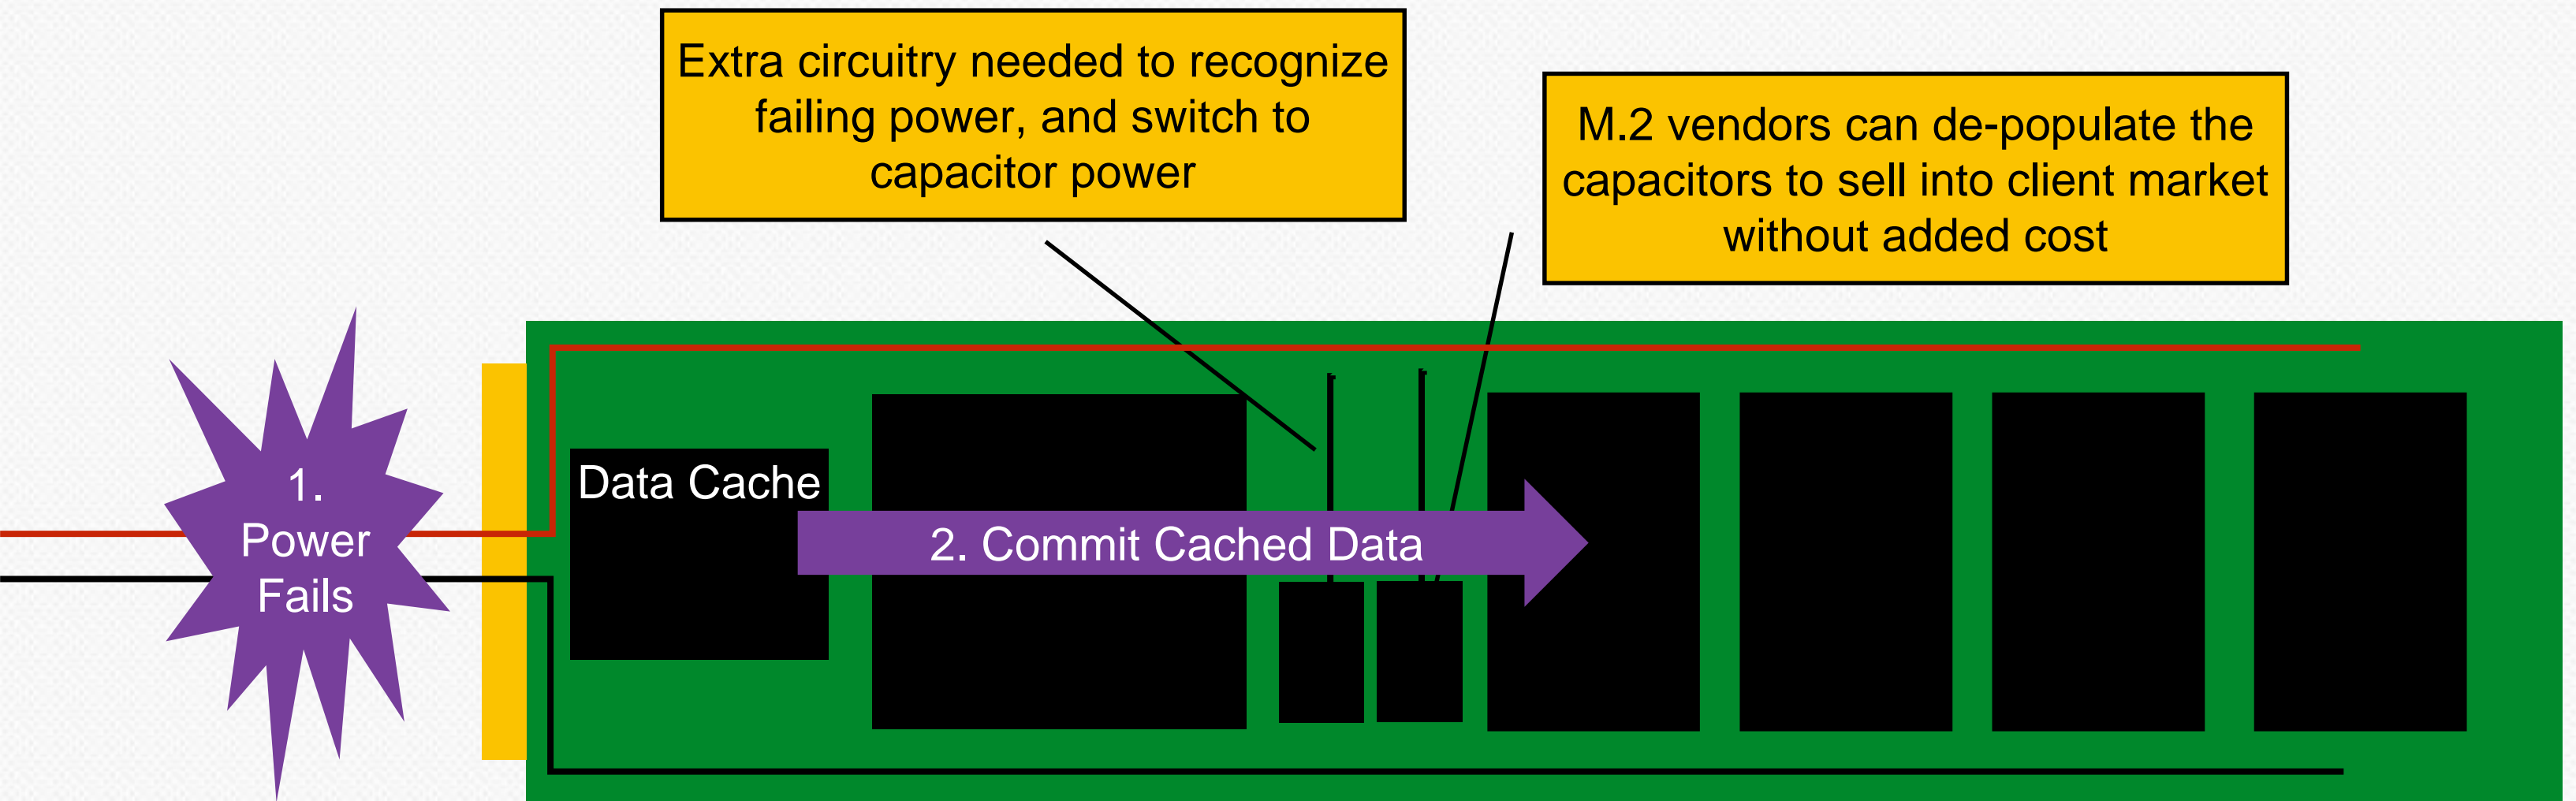 Extra circuitry needed to recognize
failing power, and switch to
capacitor power
M.2 vendors can de-populate the
capacitors to sell into client market
without added cost
1.
Power
Fails
Data Cache
2. Commit Cached Data